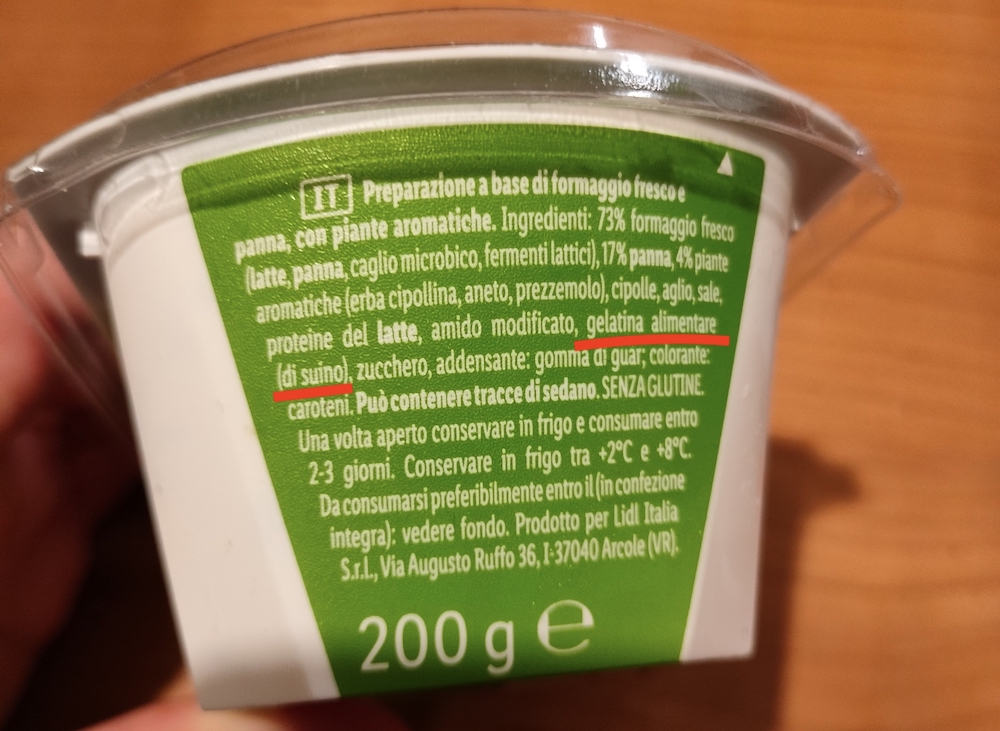 IT Preparazione a base di formaggio fresco e
panna, con piante aromatiche. Ingredienti: 73% formaggio fresco
(latte, panna, caglio microbico, fermenti lattici), 17% panna, 4% piante
aromatiche (erba cipollina, aneto, prezzemolo), cipolle, aglio, sale,
proteine del latte, amido modificato, gelatina alimentare
(di suino), zucchero, addensante: gomma di guar; colorante:
caroteni. Può contenere tracce di sedano. SENZA GLUTINE.
Una volta aperto conservare in frigo e consumare entro
2-3 giorni. Conservare in frigo tra +2°C e +8°C.
Da consumarsi preferibilmente entro il (in confezione
integra): vedere fondo. Prodotto per Lidl Italia
S.r.l., Via Augusto Ruffo 36, I-37040 Arcole (VR).
200 g ℮